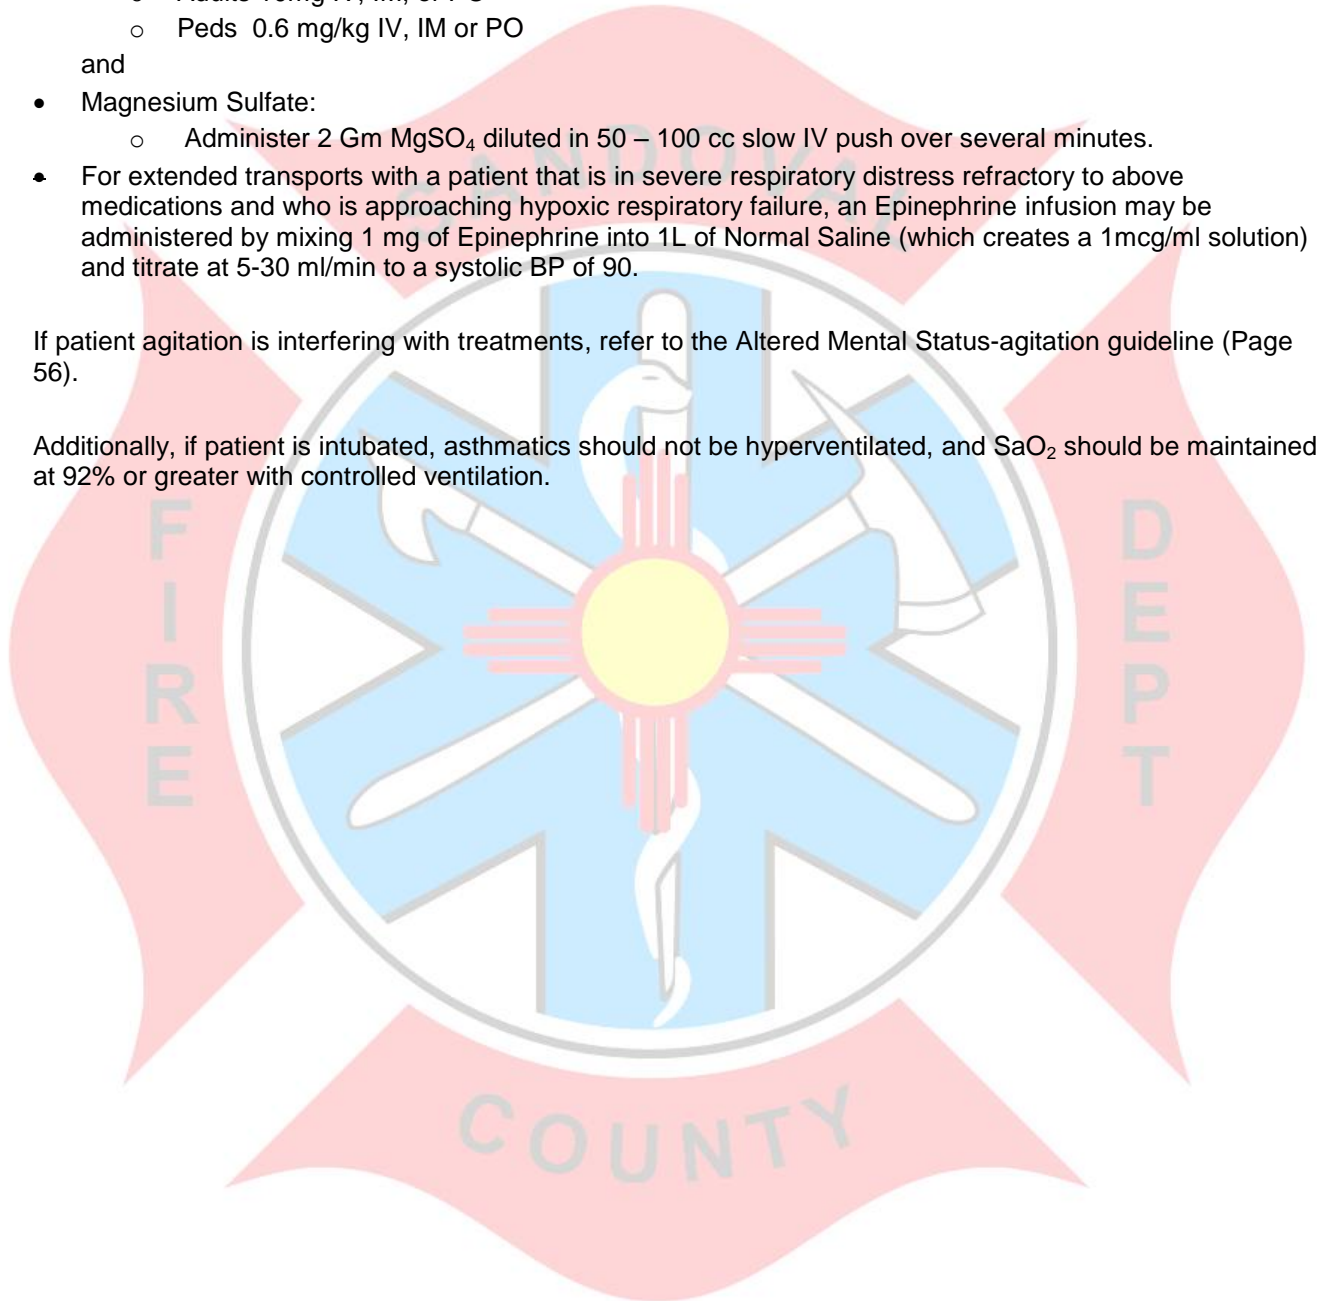 o Peds 0.6 mg/kg IV, IM or PO
and
• Magnesium Sulfate:
o Administer 2 Gm MgSO₄ diluted in 50 – 100 cc slow IV push over several minutes.
• For extended transports with a patient that is in severe respiratory distress refractory to above
medications and who is approaching hypoxic respiratory failure, an Epinephrine infusion may be
administered by mixing 1 mg of Epinephrine into 1L of Normal Saline (which creates a 1mcg/ml solution)
and titrate at 5-30 ml/min to a systolic BP of 90.
If patient agitation is interfering with treatments, refer to the Altered Mental Status-agitation guideline (Page
56).
Additionally, if patient is intubated, asthmatics should not be hyperventilated, and SaO₂ should be maintained
at 92% or greater with controlled ventilation.
SANDOVAL
FIRE
DEPT
COUNTY